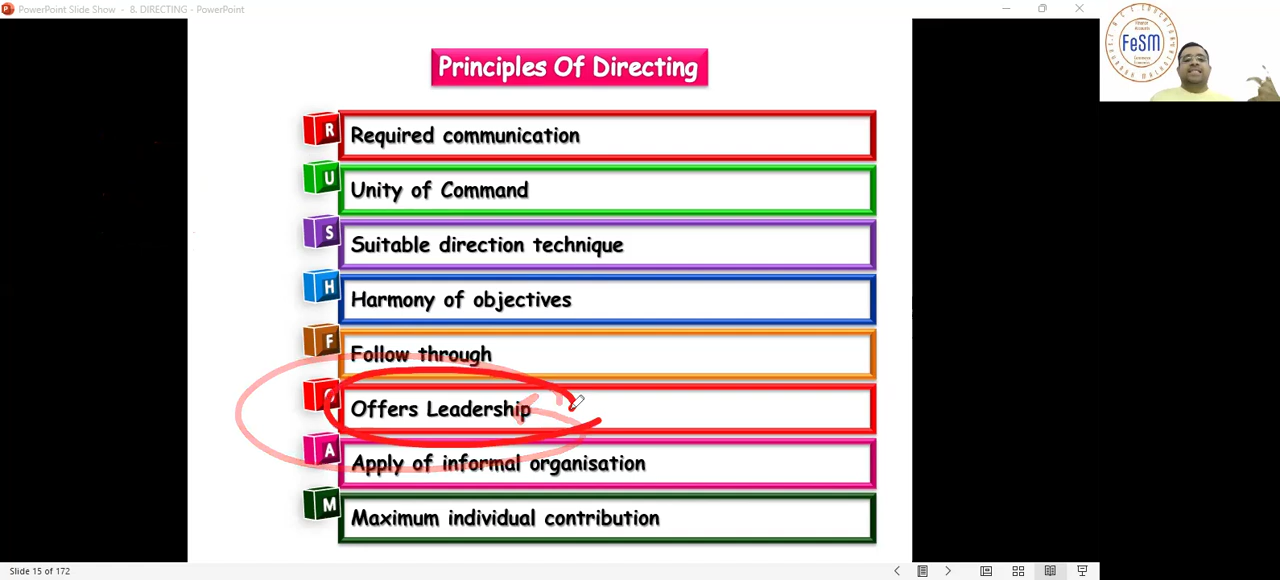 PowerPoint Slide Show - 8. DIRECTING - PowerPoint
FeSM
Principles Of Directing
R Required communication
U Unity of Command
S Suitable direction technique
H Harmony of objectives
F Follow through
Offers Leadership
A Apply of informal organisation
M Maximum individual contribution
Slide 15 of 172